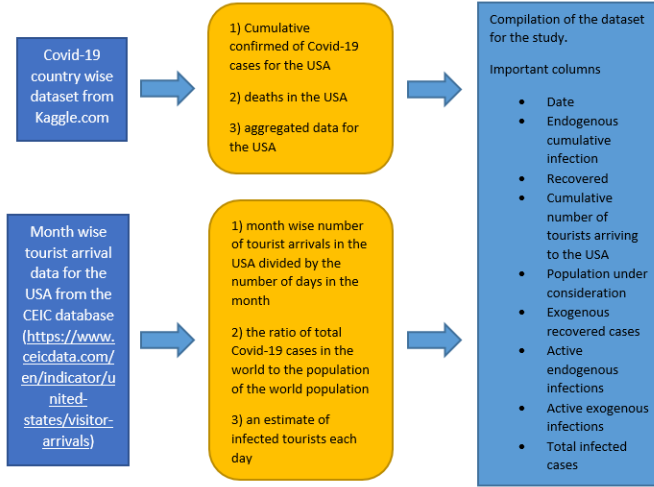 Covid-19
country wise
dataset from
Kaggle.com
1) Cumulative
confirmed of Covid-19
cases for the USA
2) deaths in the USA
3) aggregated data for
the USA
Month wise
tourist arrival
data for the
USA from the
CEIC database
(https://www.
ceicdata.com/
en/indicator/u
nited-
states/visitor-
arrivals)
1) month wise number
of tourist arrivals in the
USA divided by the
number of days in the
month
2) the ratio of total
Covid-19 cases in the
world to the population
of the world population
3) an estimate of
infected tourists each
day
Compilation of the dataset
for the study.
Important columns
• Date
• Endogenous
cumulative
infection
• Recovered
• Cumulative
number of
tourists arriving
to the USA
• Population under
consideration
• Exogenous
recovered cases
• Active
endogenous
infections
• Active exogenous
infections
• Total infected
cases